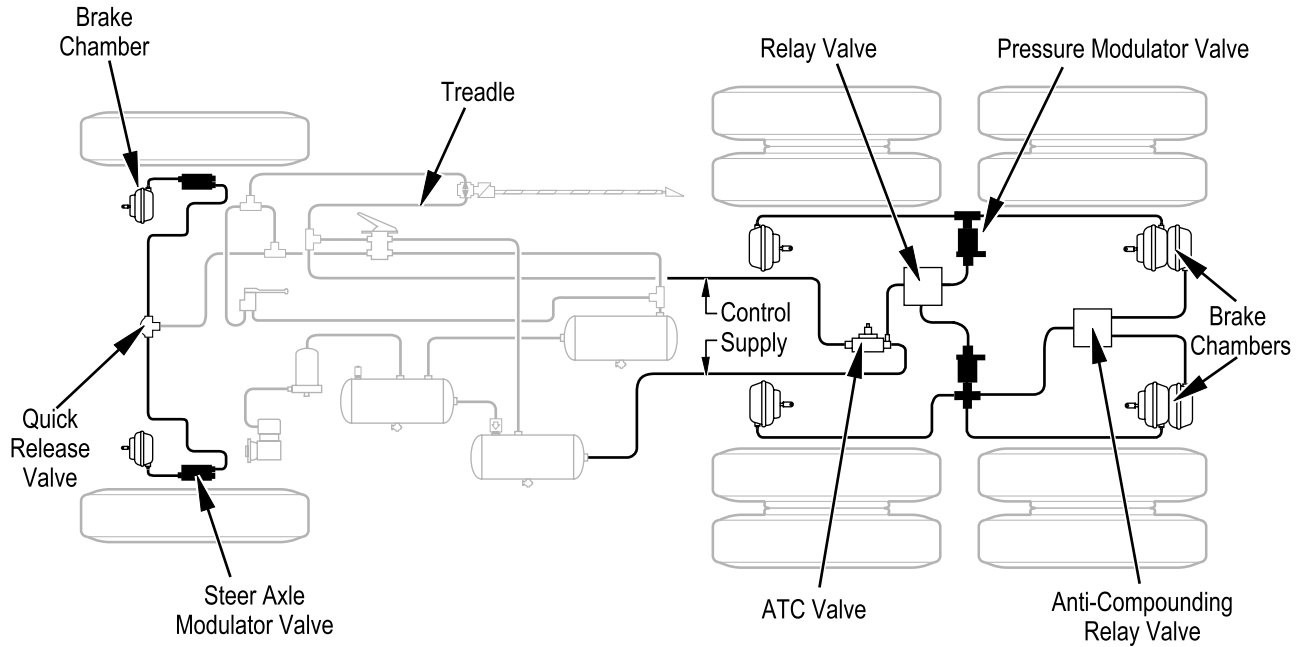 Brake
Chamber
Treadle
Relay Valve
Pressure Modulator Valve
Control
Supply
Brake
Chambers
Quick
Release
Valve
Steer Axle
Modulator Valve
ATC Valve
Anti-Compounding
Relay Valve